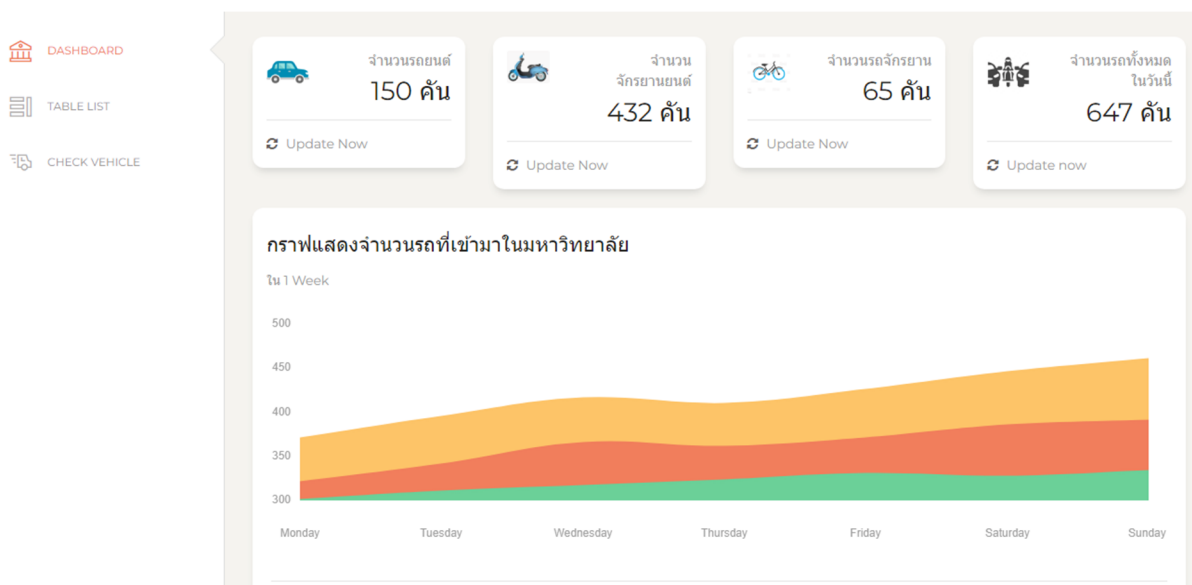 DASHBOARD
TABLE LIST
CHECK VEHICLE
จำนวนรถยนต์
150 คัน
Update Now
จำนวน
จักรยานยนต์
432 คัน
Update Now
จำนวนรถจักรยาน
65 คัน
Update Now
จำนวนรถทั้งหมด
ในวันนี้
647 คัน
Update now
กราฟแสดงจำนวนรถที่เข้ามาในมหาวิทยาลัย
ใน 1 Week
500
450
400
350
300
Monday Tuesday Wednesday Thursday Friday Saturday Sunday